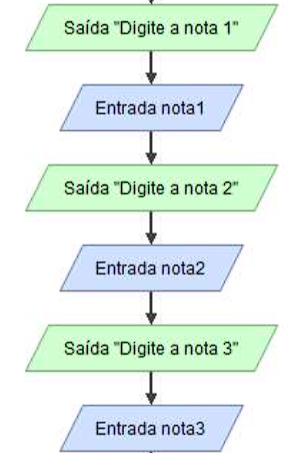 Saída "Digite a nota 1"
Entrada nota1
Saída "Digite a nota 2"
Entrada nota2
Saída "Digite a nota 3"
Entrada nota3